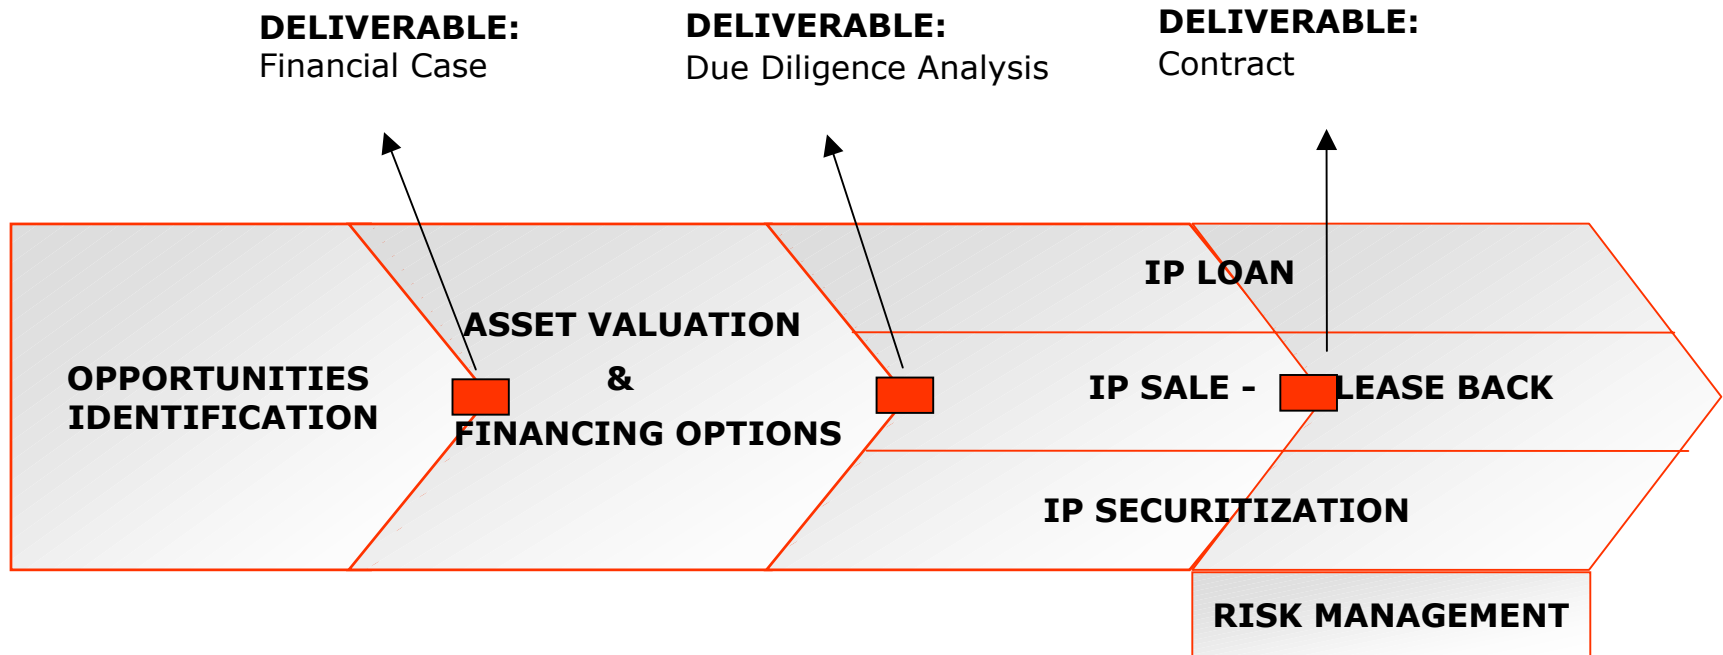 DELIVERABLE:
Financial Case
DELIVERABLE:
Due Diligence Analysis
DELIVERABLE:
Contract
OPPORTUNITIES
IDENTIFICATION
ASSET VALUATION
&
FINANCING OPTIONS
IP LOAN
IP SALE – LEASE BACK
IP SECURITIZATION
RISK MANAGEMENT